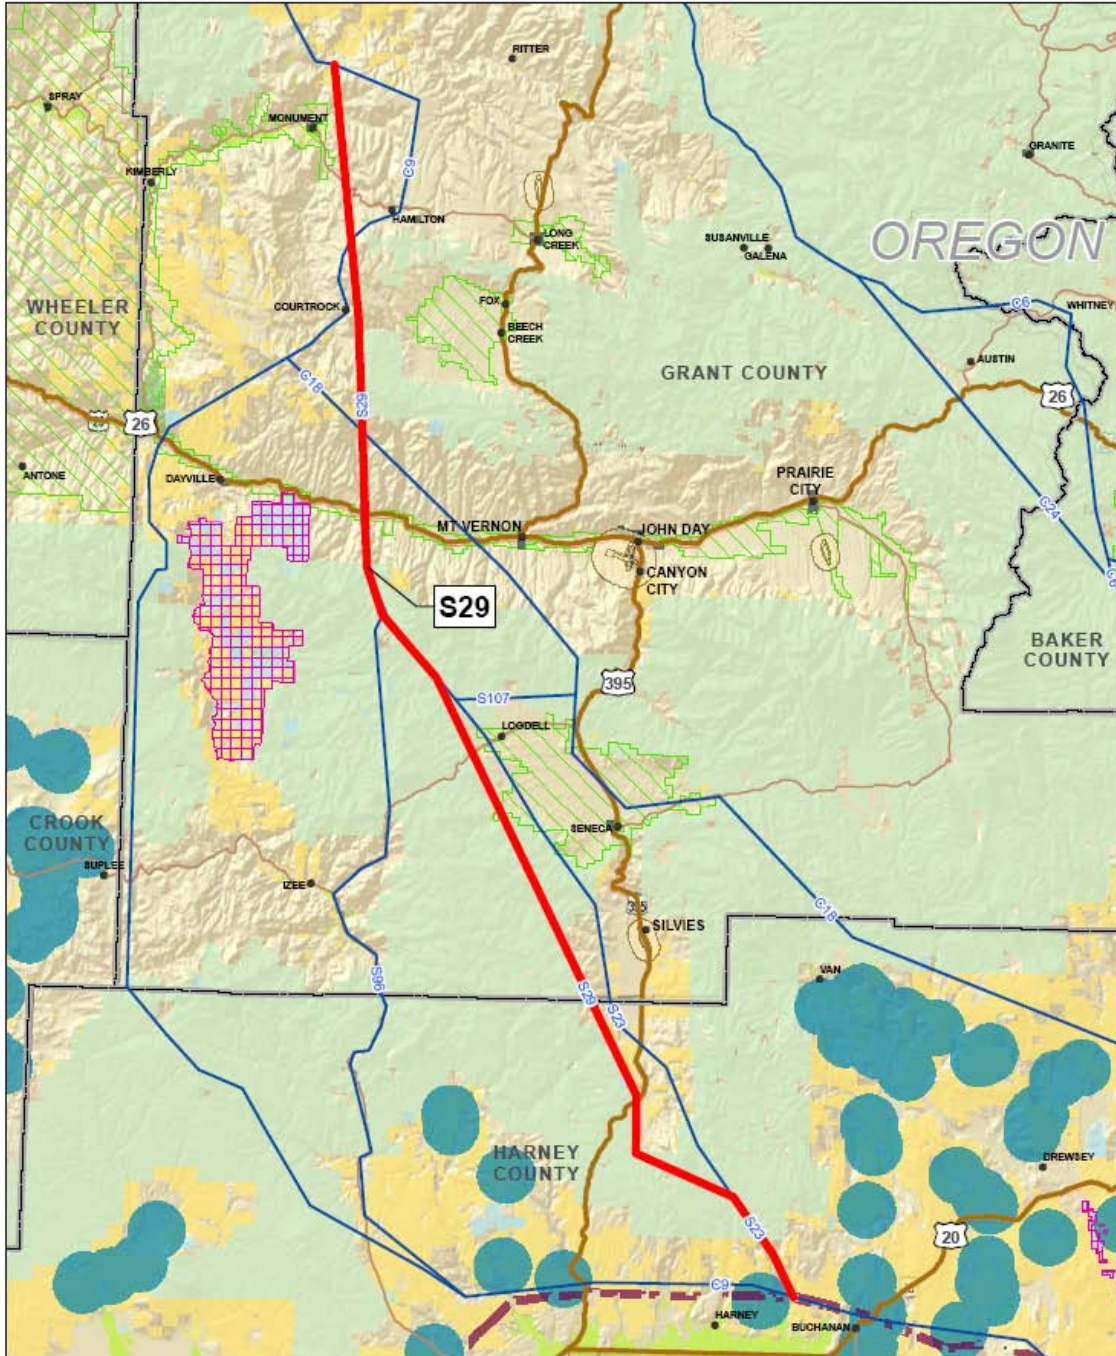 RITTER
SPRAY
MONUMENT
GRANITE
KIMBERLY
C9
HAMILTON
LONG
CREEK
SUSANVILLE
GALENA
OREGON
WHEELER
COUNTY
COURTROCK
FOX
BEECH
CREEK
C6
WHITNEY
AUSTIN
GRANT COUNTY
C18
S29
26
26
26
ANTONE
DAYVILLE
PRAIRIE
CITY
C24
MT VERNON
JOHN DAY
CANYON
CITY
C6
S29
BAKER
COUNTY
395
S107
LOGDELL
CROOK
COUNTY
SENECA
SUPLEE
IZEE
395
SILVIES
C18
VAN
S96
S29
S23
HARNEY
COUNTY
DREWSEY
S23
20
C9
HARNEY
BUCHANAN